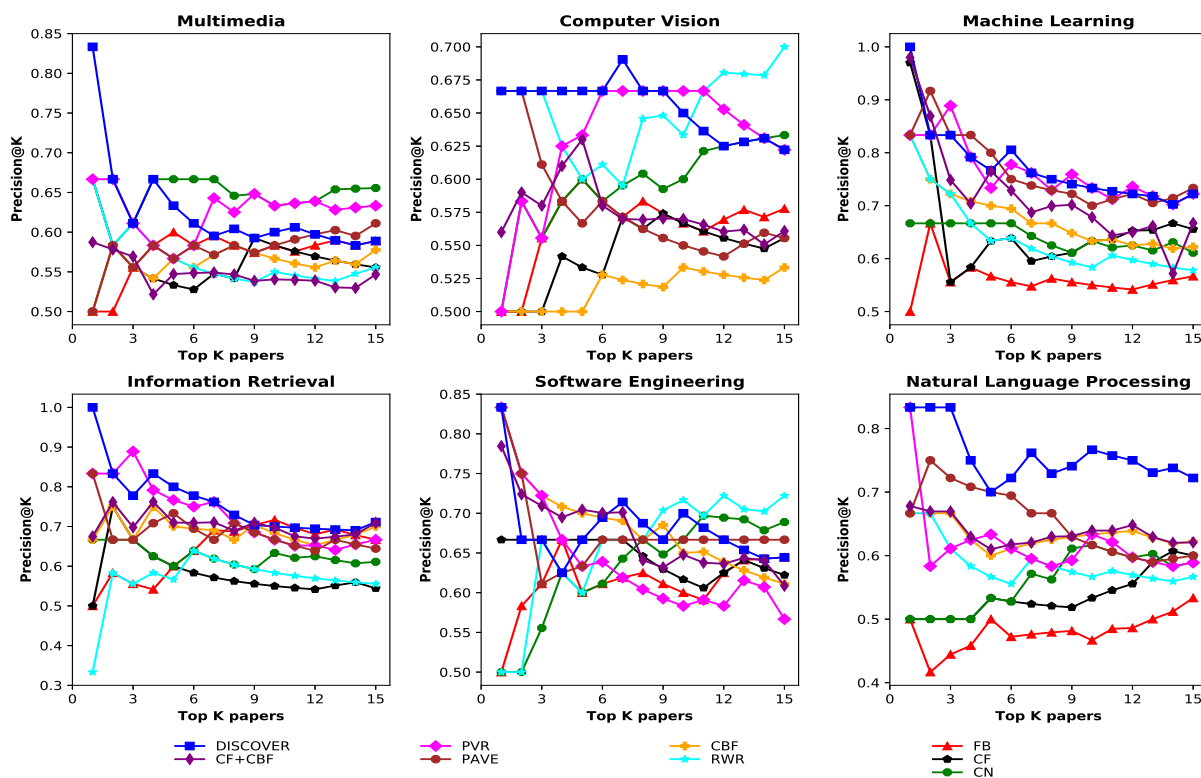 Multimedia
Computer Vision
Machine Learning
0.85
0.80
0.75
0.70
0.65
0.60
0.55
0.50
Precision@K
0 3 6 9 12 15
Top K papers
0.700
0.675
0.650
0.625
0.600
0.575
0.550
0.525
0.500
Precision@K
0 3 6 9 12 15
Top K papers
1.0
0.9
0.8
0.7
0.6
0.5
Precision@K
0 3 6 9 12 15
Top K papers
Information Retrieval
Software Engineering
Natural Language Processing
1.0
0.9
0.8
0.7
0.6
0.5
0.4
0.3
Precision@K
0 3 6 9 12 15
Top K papers
0.85
0.80
0.75
0.70
0.65
0.60
0.55
0.50
Precision@K
0 3 6 9 12 15
Top K papers
0.8
0.7
0.6
0.5
0.4
Precision@K
0 3 6 9 12 15
Top K papers
DISCOVER PVR CBF FB
CF+CBF PAVE RWR CF
CN